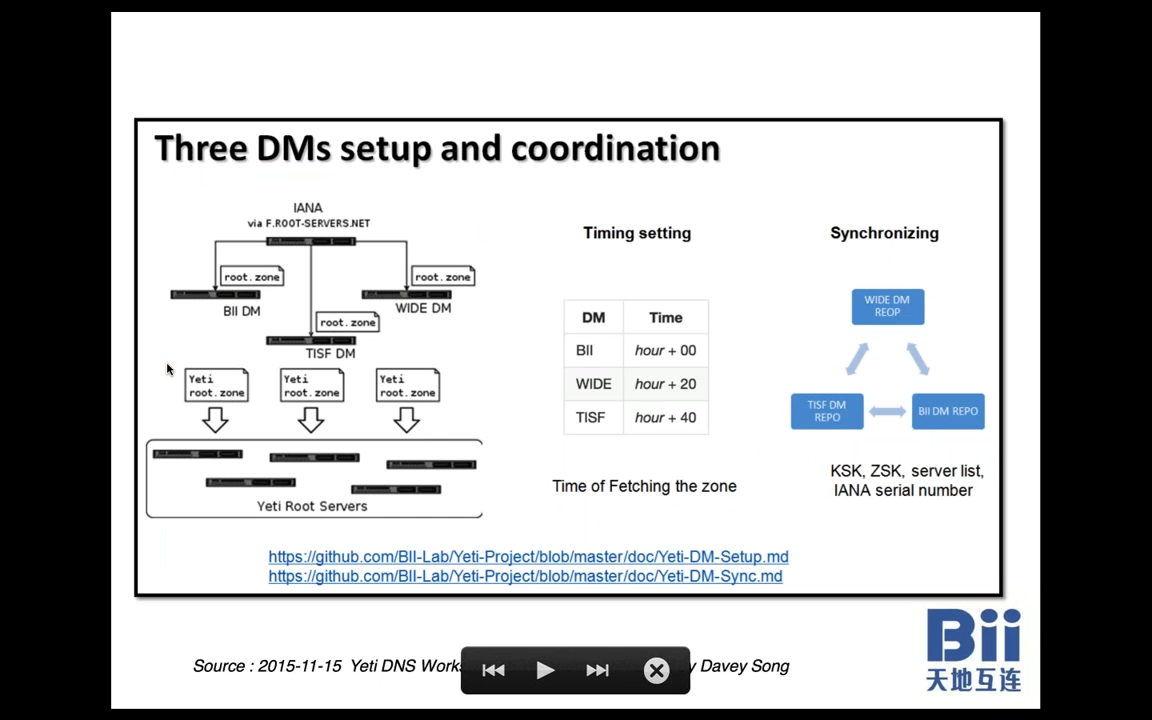 Three DMs setup and coordination
IANA
via F.ROOT-SERVERS.NET
root.zone
root.zone
BII DM
WIDE DM
root.zone
TISF DM
Yeti
root.zone
Yeti
root.zone
Yeti
root.zone
Yeti Root Servers
Timing setting
DM Time
BII hour + 00
WIDE hour + 20
TISF hour + 40
Time of Fetching the zone
Synchronizing
WIDE DM
REOP
TISF DM
REPO
BII DM REPO
KSK, ZSK, server list,
IANA serial number
https://github.com/BII-Lab/Yeti-Project/blob/master/doc/Yeti-DM-Setup.md
https://github.com/BII-Lab/Yeti-Project/blob/master/doc/Yeti-DM-Sync.md
Source : 2015-11-15 Yeti DNS Davey Song
Bii
天地互连